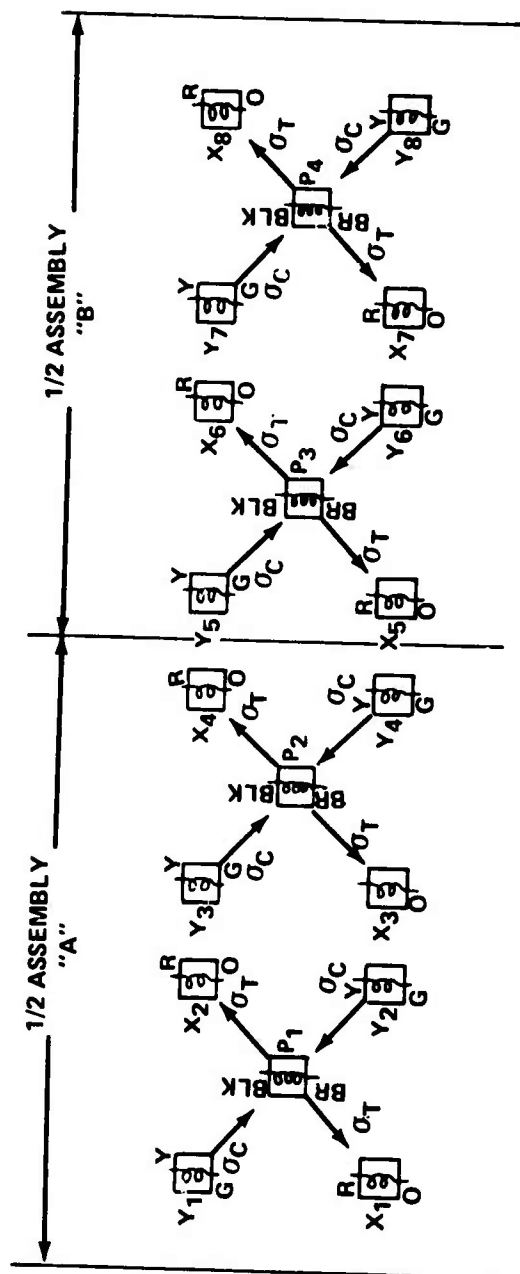 1/2 ASSEMBLY
"A"
1/2 ASSEMBLY
"B"
Y1 Y G σC
X2 R O σT
BLK P1 BR
X1 R O σT
Y2 Y G σC
Y3 Y G σC
X4 R O σT
BLK P2 BR
X3 O σT
Y4 Y G σC
Y5 Y G σC
X6 R O σT
BLK P3 BR
X5 R O σT
Y6 Y G σC
Y7 Y G σC
X8 R O σT
BLK P4 BR
X7 R O σT
Y8 Y G σC